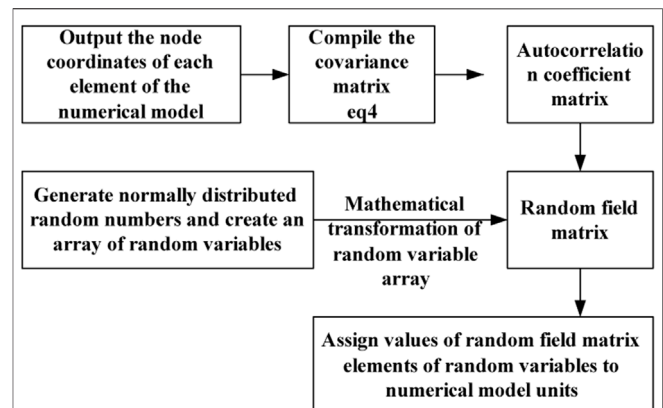 Output the node
coordinates of each
element of the
numerical model
Compile the
covariance
matrix
eq4
Autocorrelatio
n coefficient
matrix
Generate normally distributed
random numbers and create an
array of random variables
Mathematical
transformation of
random variable
array
Random field
matrix
Assign values of random field matrix
elements of random variables to
numerical model units